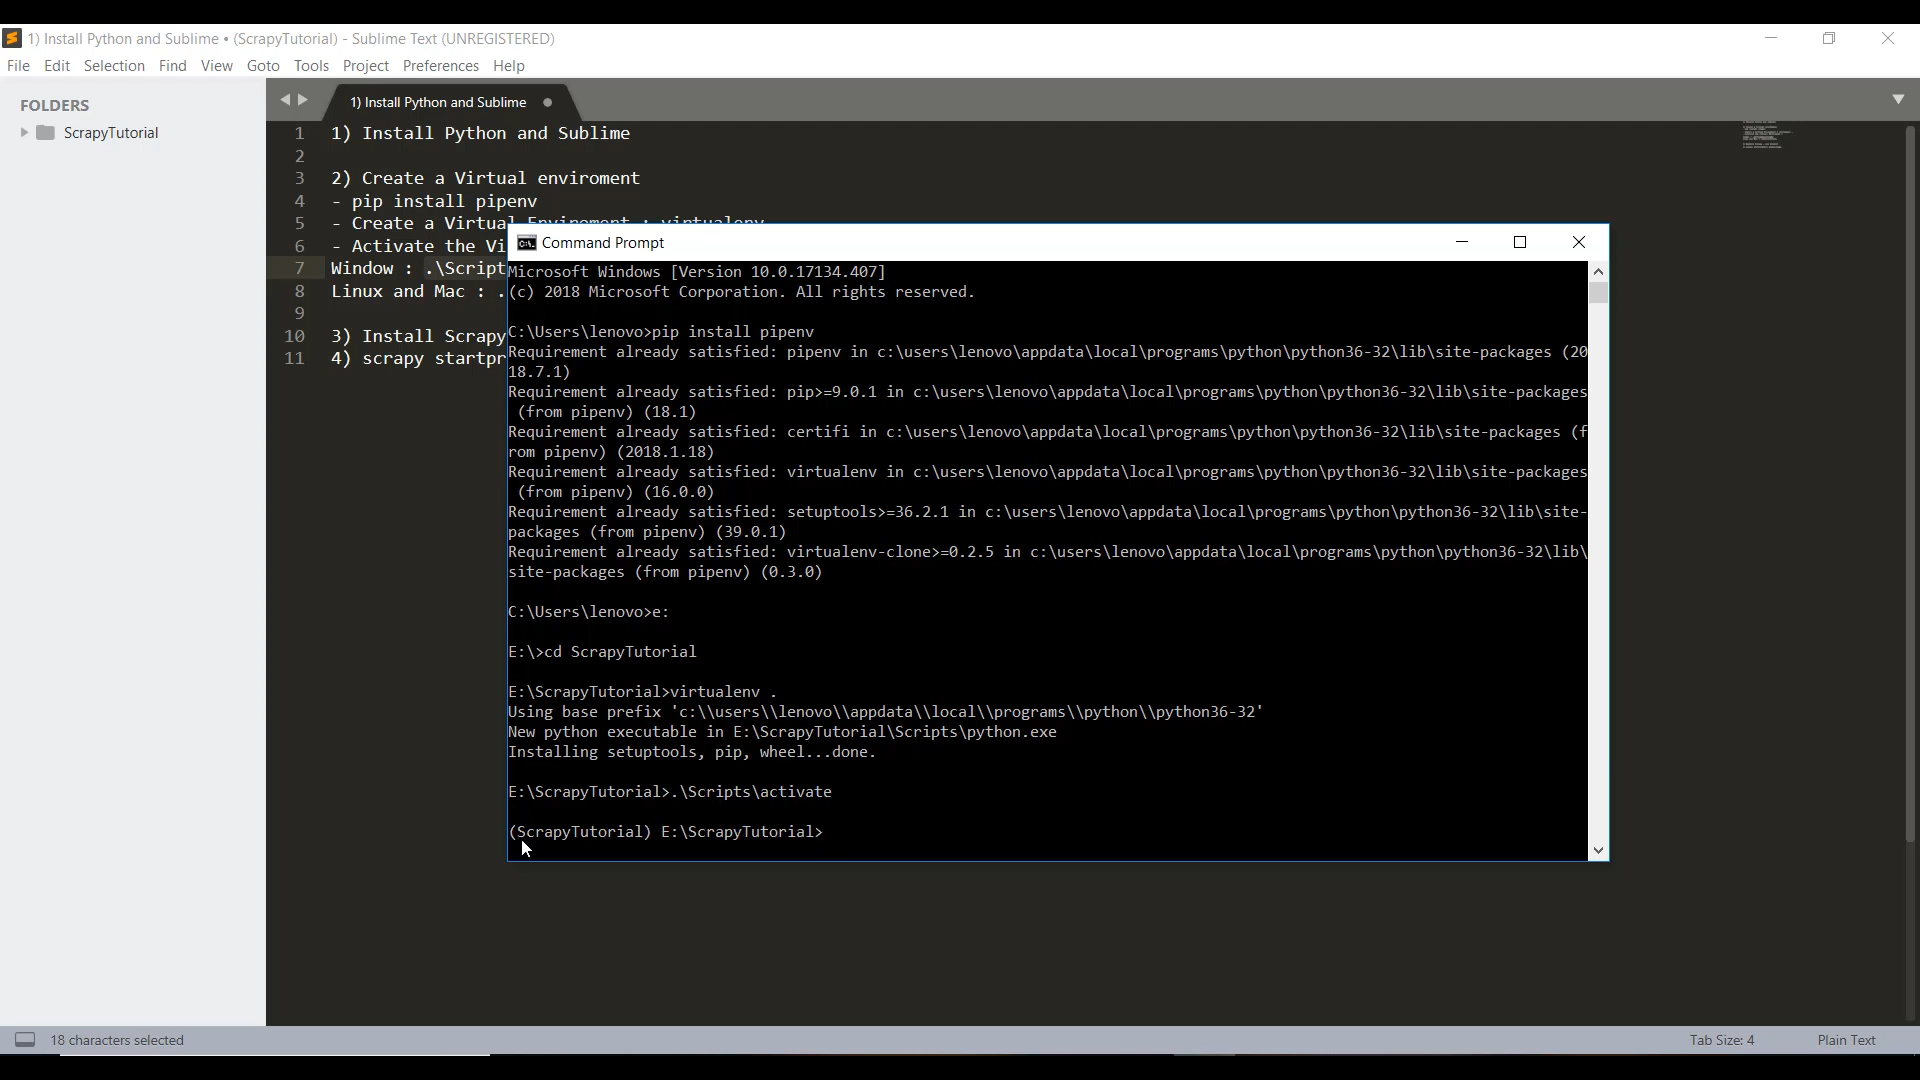 1) Install Python and Sublime • (ScrapyTutorial) - Sublime Text (UNREGISTERED)
File Edit Selection Find View Goto Tools Project Preferences Help
FOLDERS
ScrapyTutorial
1) Install Python and Sublime
1 1) Install Python and Sublime
2
3 2) Create a Virtual enviroment
4 - pip install pipenv
5 - Create a Virtual Enviroment : virtualenv
6 - Activate the Vi
7 Window : .\Script
8 Linux and Mac : .
9
10 3) Install Scrapy
11 4) scrapy startpr
Command Prompt
Microsoft Windows [Version 10.0.17134.407]
(c) 2018 Microsoft Corporation. All rights reserved.
C:\Users\lenovo>pip install pipenv
Requirement already satisfied: pipenv in c:\users\lenovo\appdata\local\programs\python\python36-32\lib\site-packages (20
18.7.1)
Requirement already satisfied: pip>=9.0.1 in c:\users\lenovo\appdata\local\programs\python\python36-32\lib\site-packages
(from pipenv) (18.1)
Requirement already satisfied: certifi in c:\users\lenovo\appdata\local\programs\python\python36-32\lib\site-packages (f
rom pipenv) (2018.1.18)
Requirement already satisfied: virtualenv in c:\users\lenovo\appdata\local\programs\python\python36-32\lib\site-packages
(from pipenv) (16.0.0)
Requirement already satisfied: setuptools>=36.2.1 in c:\users\lenovo\appdata\local\programs\python\python36-32\lib\site-
packages (from pipenv) (39.0.1)
Requirement already satisfied: virtualenv-clone>=0.2.5 in c:\users\lenovo\appdata\local\programs\python\python36-32\lib\
site-packages (from pipenv) (0.3.0)
C:\Users\lenovo>e:
E:\>cd ScrapyTutorial
E:\ScrapyTutorial>virtualenv .
Using base prefix 'c:\\users\\lenovo\\appdata\\local\\programs\\python\\python36-32'
New python executable in E:\ScrapyTutorial\Scripts\python.exe
Installing setuptools, pip, wheel...done.
E:\ScrapyTutorial>.\Scripts\activate
(ScrapyTutorial) E:\ScrapyTutorial>
18 characters selected
Tab Size: 4
Plain Text